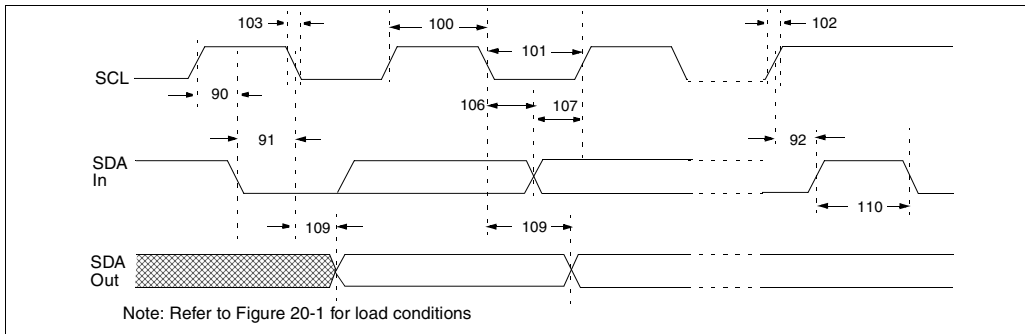 103
100
102
101
SCL
90
106
107
91
92
SDA
In
110
109
109
SDA
Out
Note: Refer to Figure 20-1 for load conditions